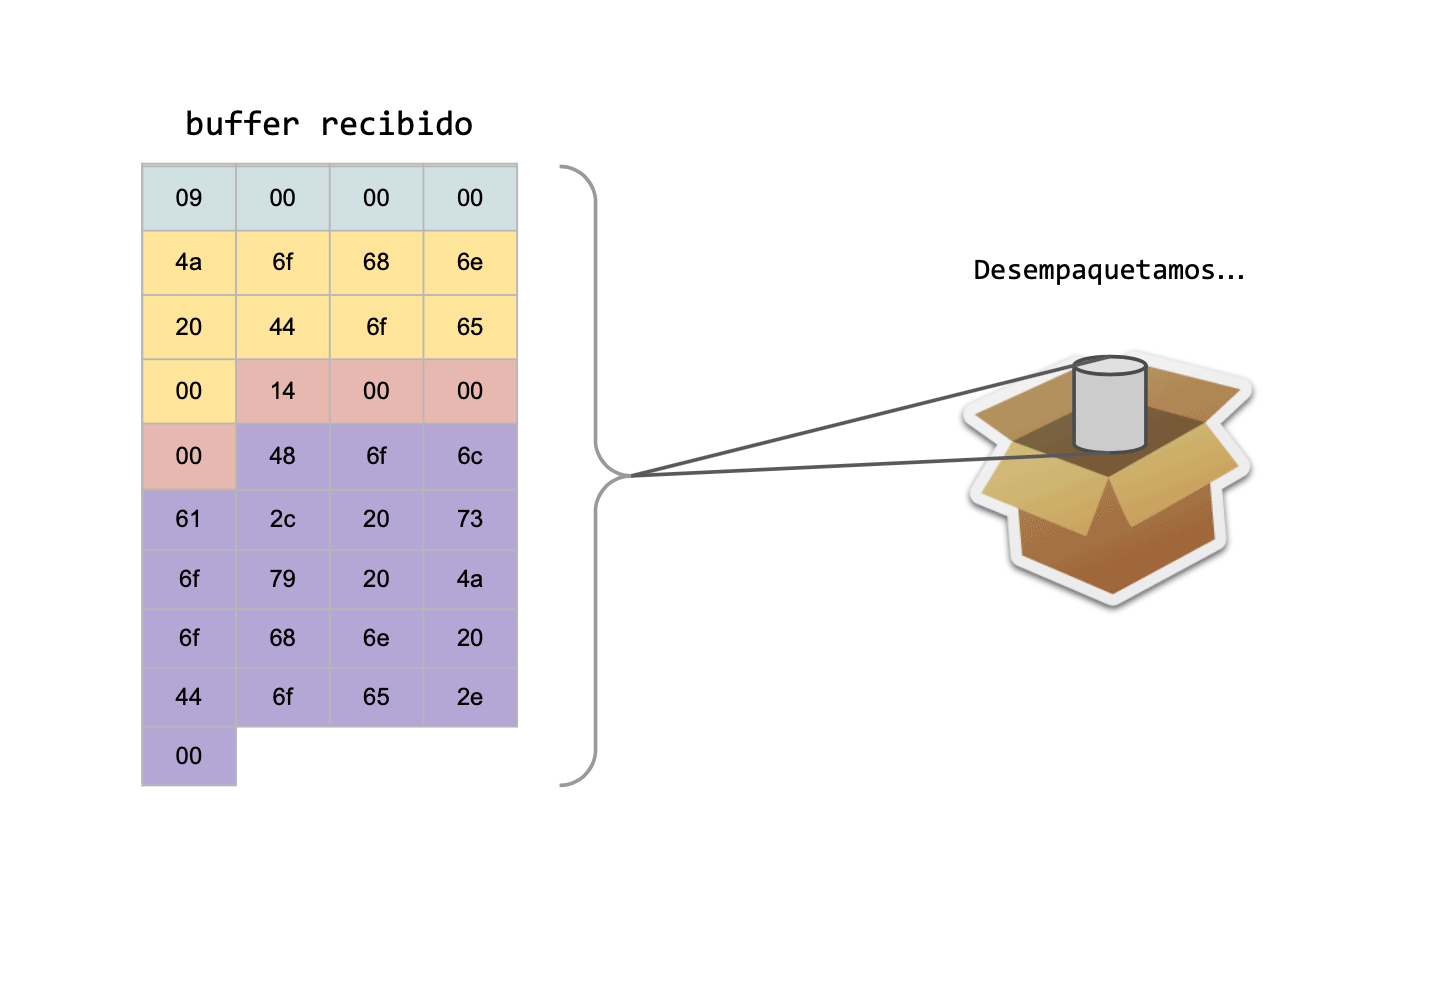 buffer recibido
09 00 00 00
4a 6f 68 6e
20 44 6f 65
00 14 00 00
00 48 6f 6c
61 2c 20 73
6f 79 20 4a
6f 68 6e 20
44 6f 65 2e
00
Desempaquetamos...